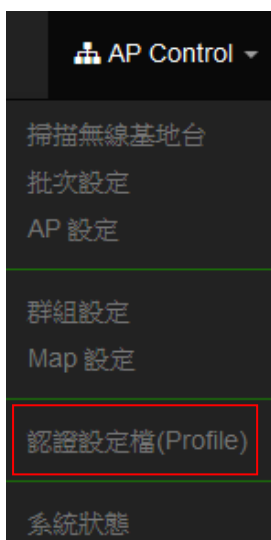 AP Control
掃描無線基地台
批次設定
AP 設定
群組設定
Map 設定
認證設定檔(Profile)
系統狀態